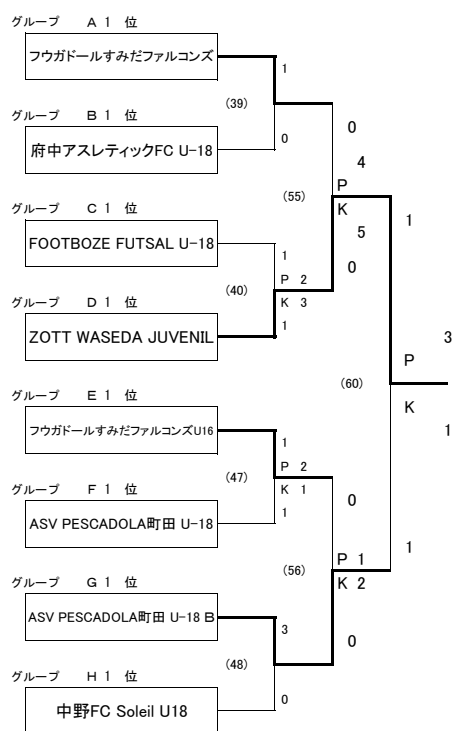 グループ A 1 位
フウガドールすみだファルコンズ
1
(39)
グループ B 1 位
0
府中アスレティックFC U-18
0
4
(55)
P
K
5
0
1
グループ C 1 位
FOOTBOZE FUTSAL U-18
1
(40)
P 2
K 3
グループ D 1 位
1
ZOTT WASEDA JUVENIL
3
P
(60)
K
1
グループ E 1 位
フウガドールすみだファルコンズU16
1
(47)
P 2
K 1
グループ F 1 位
1
ASV PESCADOLA町田 U-18
0
(56)
P 1
K 2
0
1
グループ G 1 位
ASV PESCADOLA町田 U-18 B
3
(48)
グループ H 1 位
0
中野FC Soleil U18